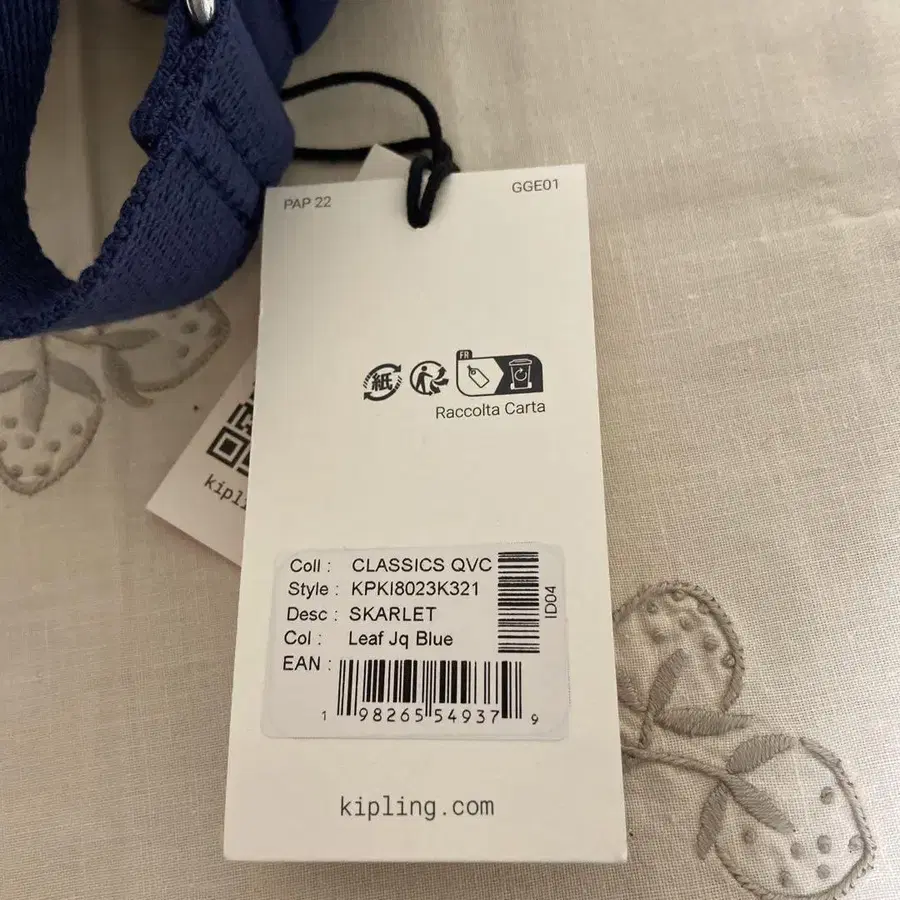 PAP 22
GGE01
紙
FR
Raccolta Carta
Coll : CLASSICS QVC
Style : KPKI8023K321
Desc : SKARLET
Col : Leaf Jq Blue
EAN :
ID04
1 98265 54937 9
kipling.com